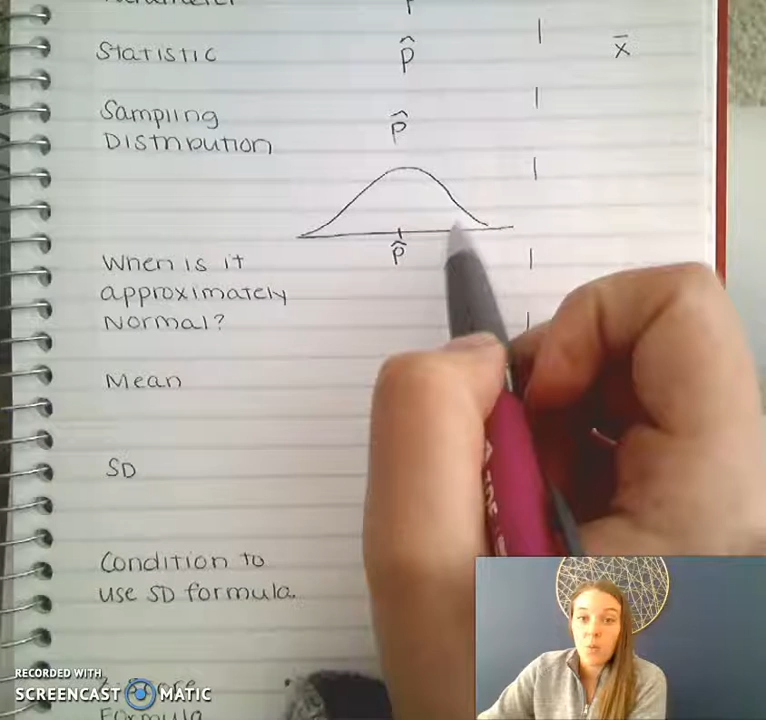 Statistic p̂ | x̄
|
Sampling p̂
Distribution
|
p̂
When is it |
approximately
Normal? |
Mean
SD
Condition to
use SD formula.
Formula
RECORDED WITH
SCREENCAST MATIC